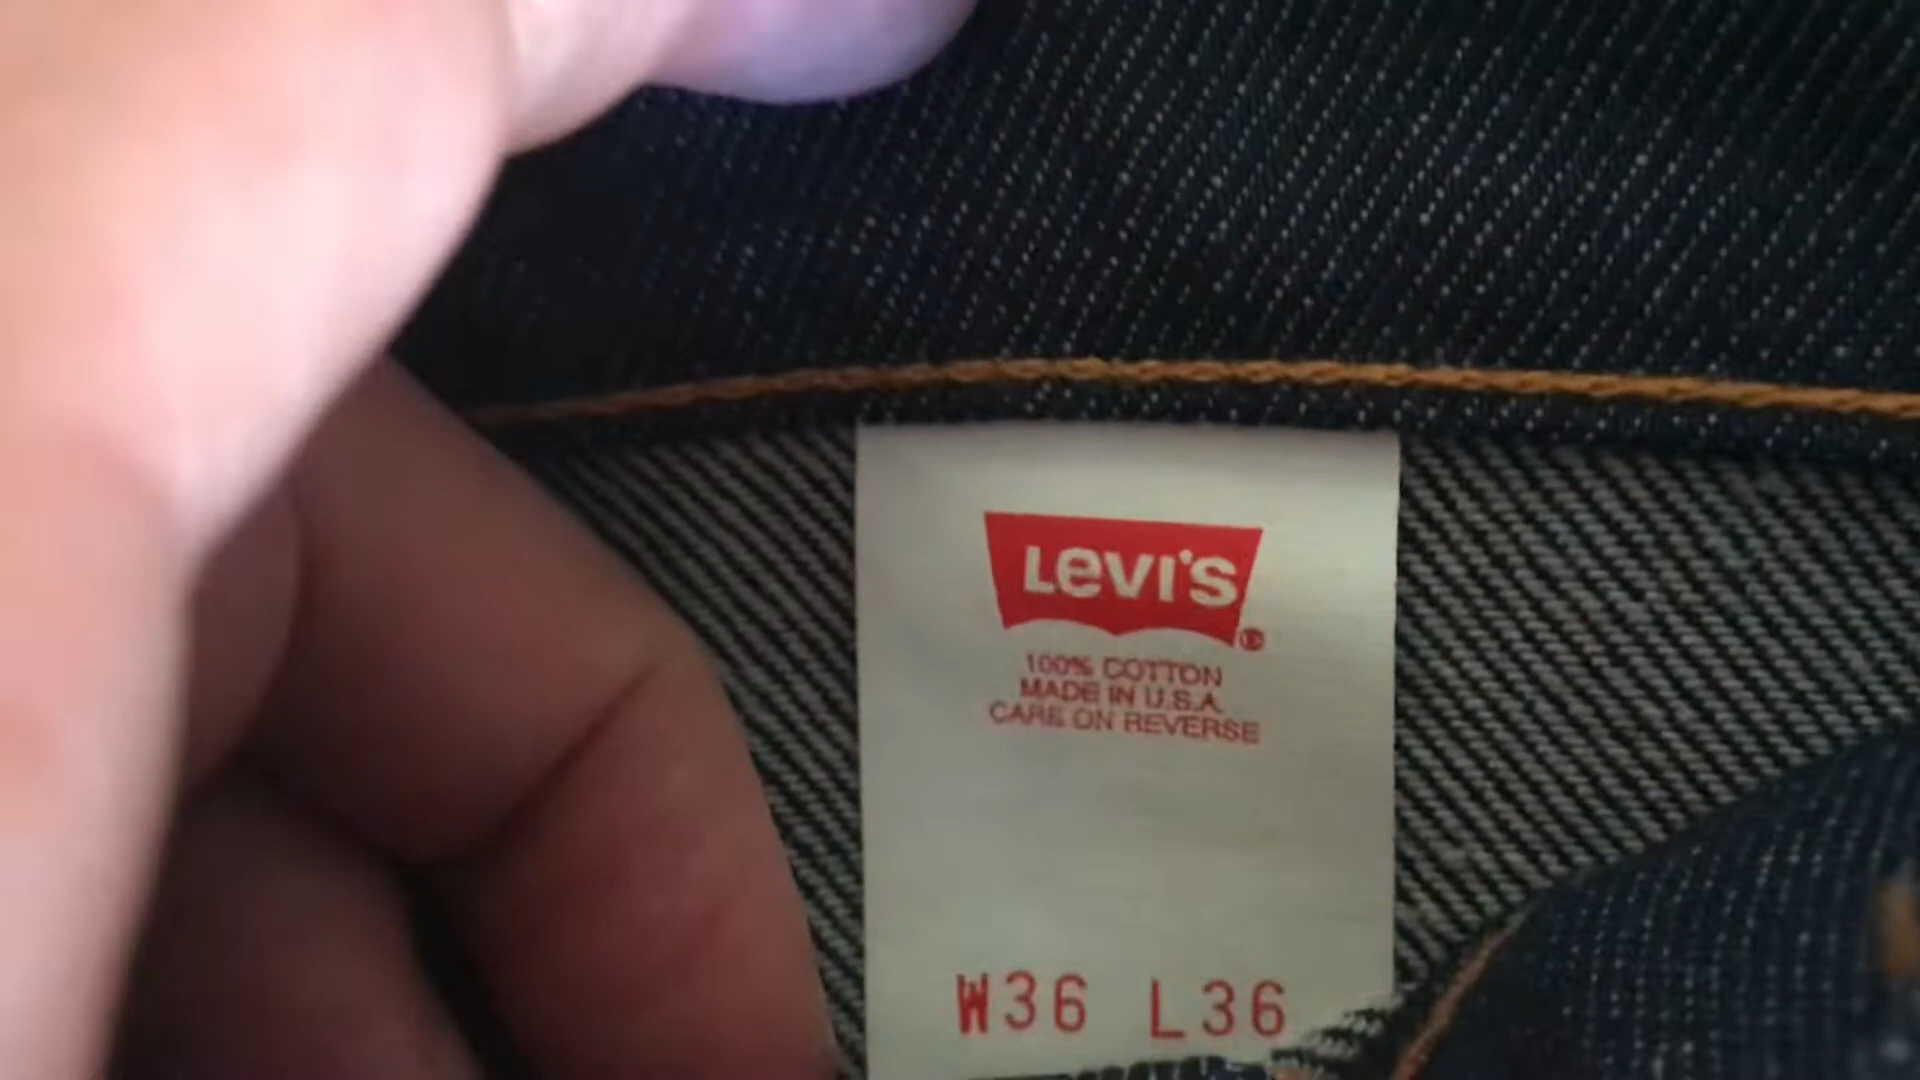 LEVI'S
100% COTTON
MADE IN U.S.A.
CARE ON REVERSE
W36 L36